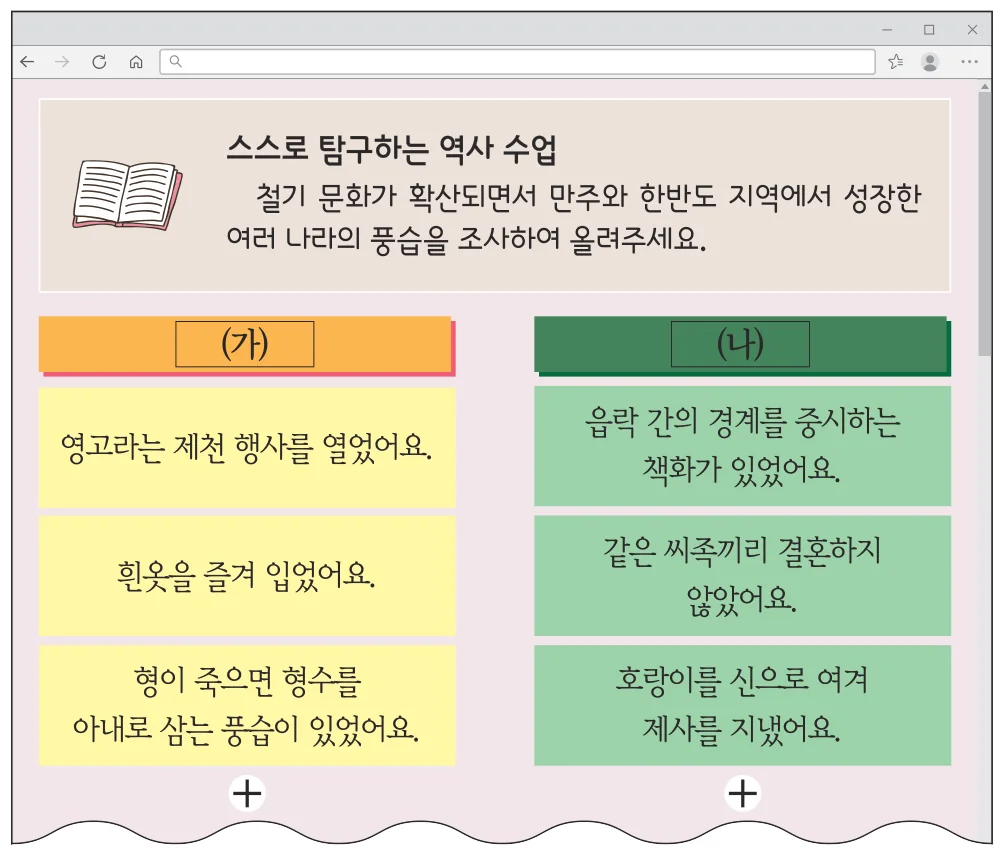 스스로 탐구하는 역사 수업
철기 문화가 확산되면서 만주와 한반도 지역에서 성장한
여러 나라의 풍습을 조사하여 올려주세요.
(가)
영고라는 제천 행사를 열었어요.
흰옷을 즐겨 입었어요.
형이 죽으면 형수를
아내로 삼는 풍습이 있었어요.
(나)
읍락 간의 경계를 중시하는
책화가 있었어요.
같은 씨족끼리 결혼하지
않았어요.
호랑이를 신으로 여겨
제사를 지냈어요.